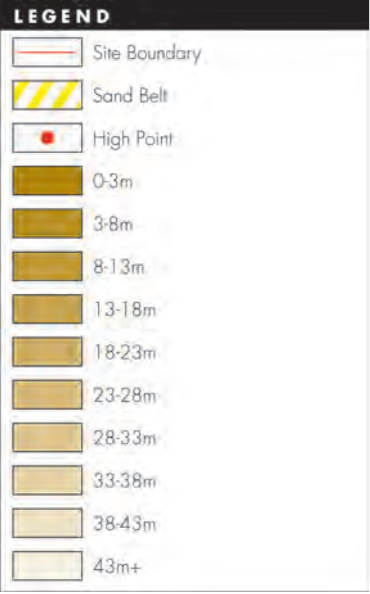 LEGEND
Site Boundary
Sand Belt
High Point
0-3m
3-8m
8-13m
13-18m
18-23m
23-28m
28-33m
33-38m
38-43m
43m+